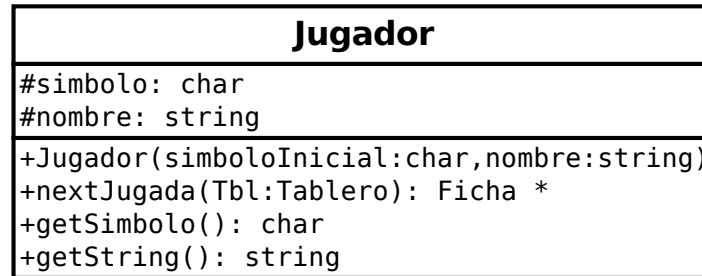 Jugador
#simbolo: char
#nombre: string
+Jugador(simboloInicial:char,nombre:string)
+nextJugada(Tbl:Tablero): Ficha *
+getSimbolo(): char
+getString(): string